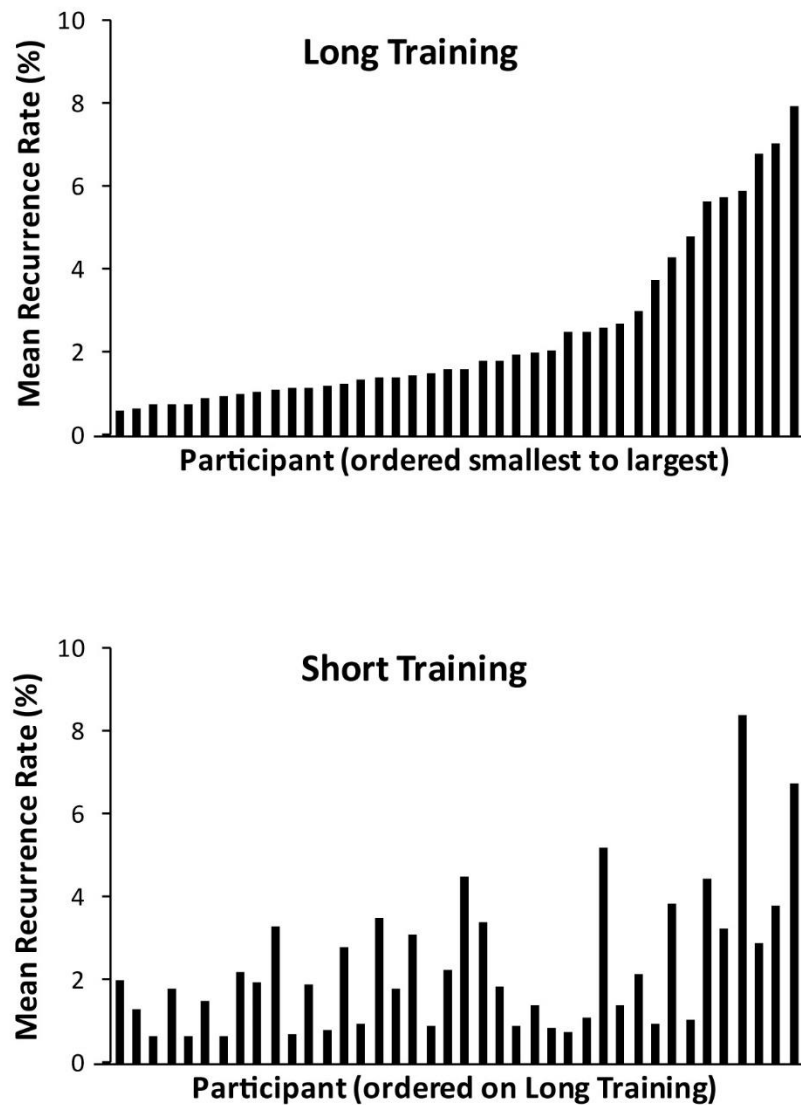 Long Training
Mean Recurrence Rate (%)
10
8
6
4
2
0
Participant (ordered smallest to largest)
Short Training
Mean Recurrence Rate (%)
10
8
6
4
2
0
Participant (ordered on Long Training)